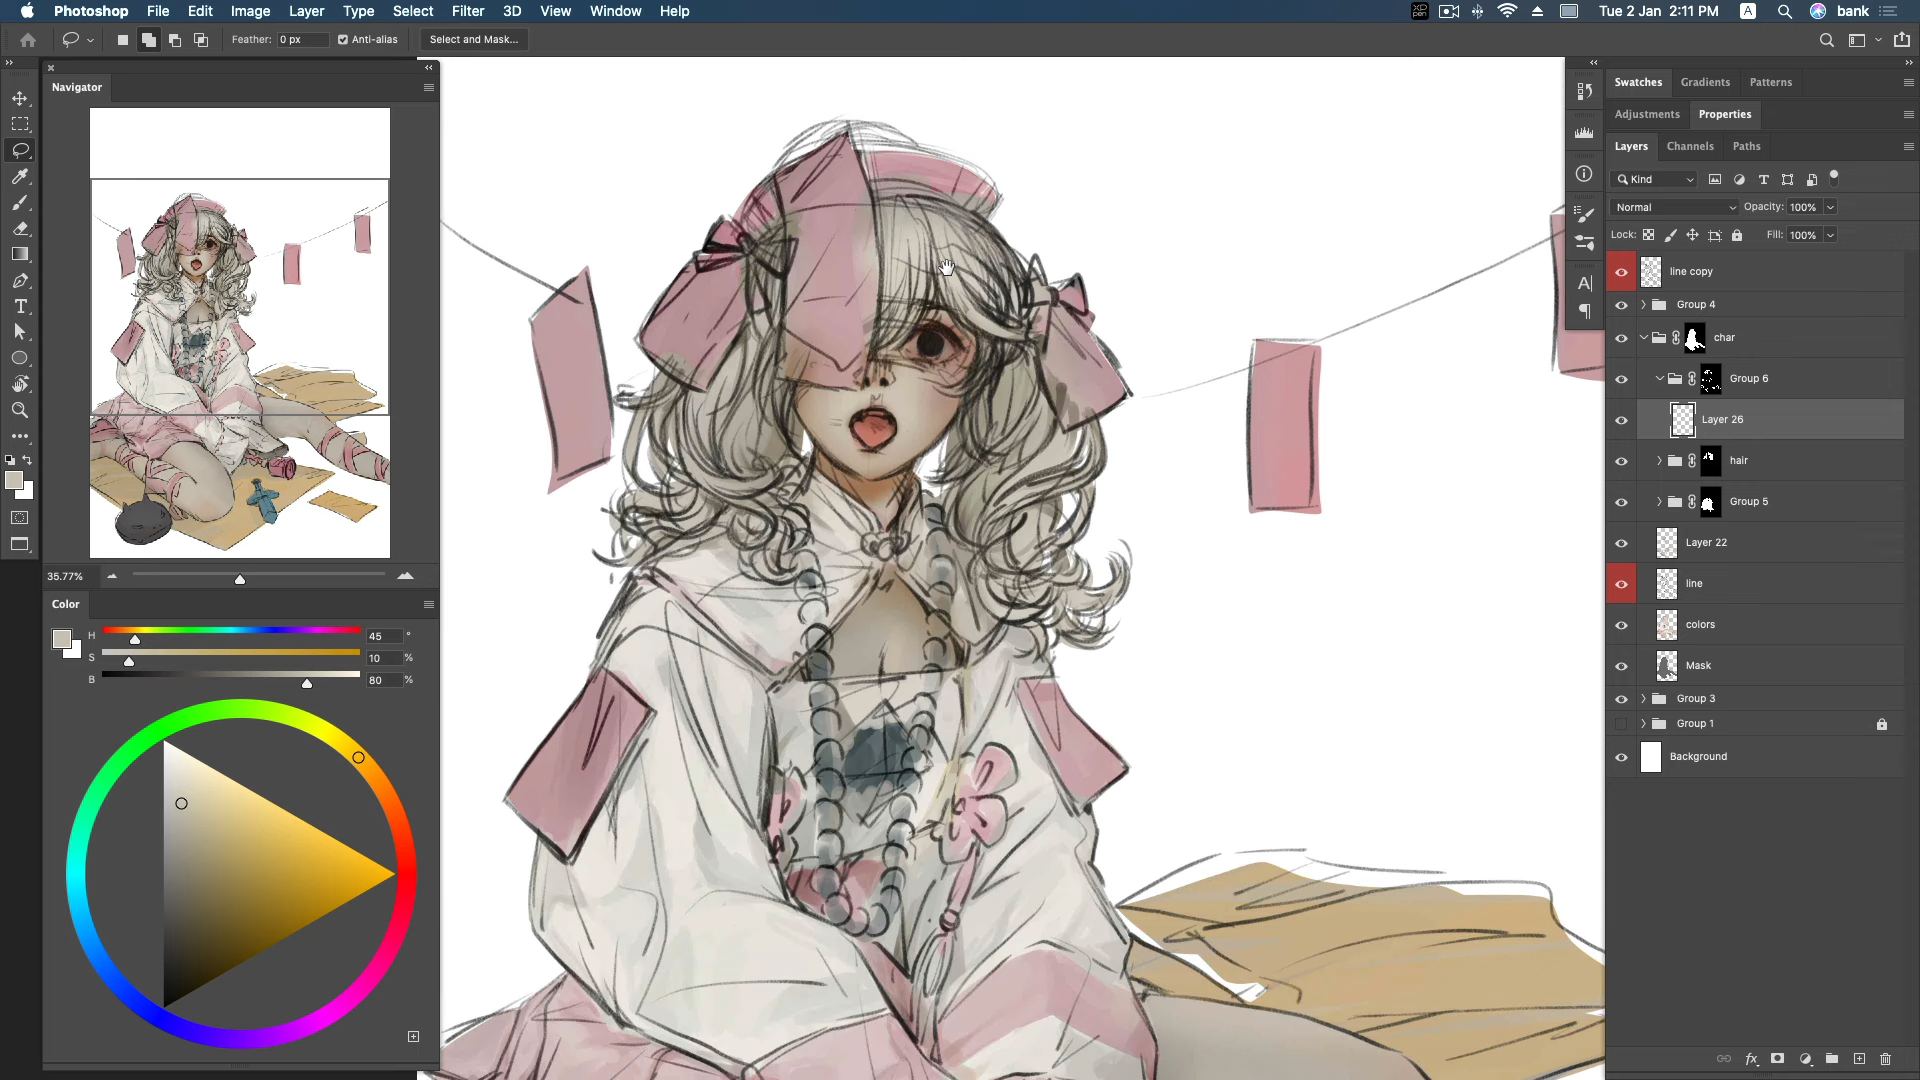 Photoshop File Edit Image Layer Type Select Filter 3D View Window Help
Tue 2 Jan 2:11 PM A bank
Feather: 0 px Anti-alias Select and Mask...
Navigator
35.77%
Color
H 45 °
S 10 %
B 80 %
Swatches Gradients Patterns
Adjustments Properties
Layers Channels Paths
Kind
Normal Opacity: 100%
Lock: Fill: 100%
line copy
Group 4
char
Group 6
Layer 26
hair
Group 5
Layer 22
line
colors
Mask
Group 3
Group 1
Background